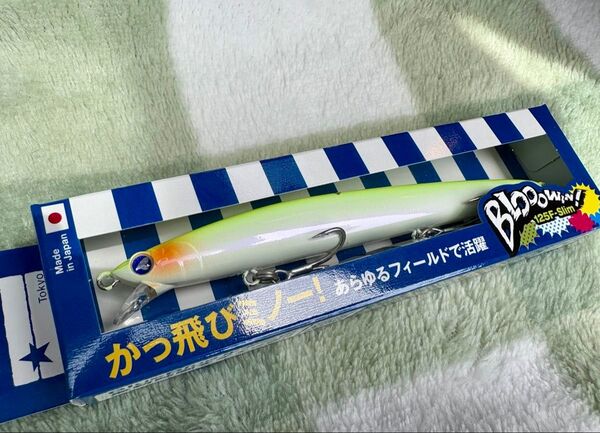 Made
in Japan
Tokyo
BLOOOWIN!
125F-Slim
かっ飛びミノー!
あらゆるフィールドで活躍